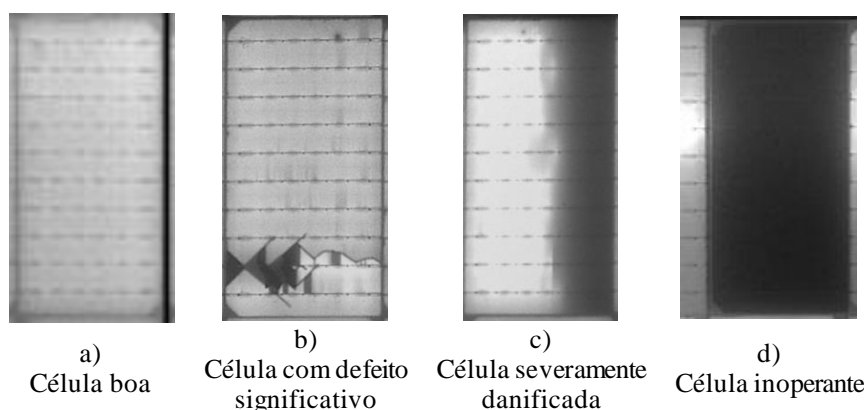 a)
Célula boa
b)
Célula com defeito
significativo
c)
Célula severamente
danificada
d)
Célula inoperante